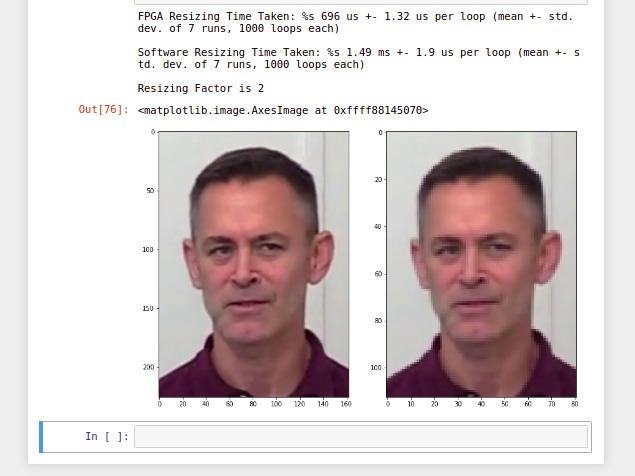 FPGA Resizing Time Taken: %s 696 us +- 1.32 us per loop (mean +- std.
dev. of 7 runs, 1000 loops each)
Software Resizing Time Taken: %s 1.49 ms +- 1.9 us per loop (mean +- s
td. dev. of 7 runs, 1000 loops each)
Resizing Factor is 2
Out[76]: <matplotlib.image.AxesImage at 0xffff88145070>
0
50
100
150
200
0 20 40 60 80 100 120 140 160
0
20
40
60
80
100
0 10 20 30 40 50 60 70 80
In [ ]: